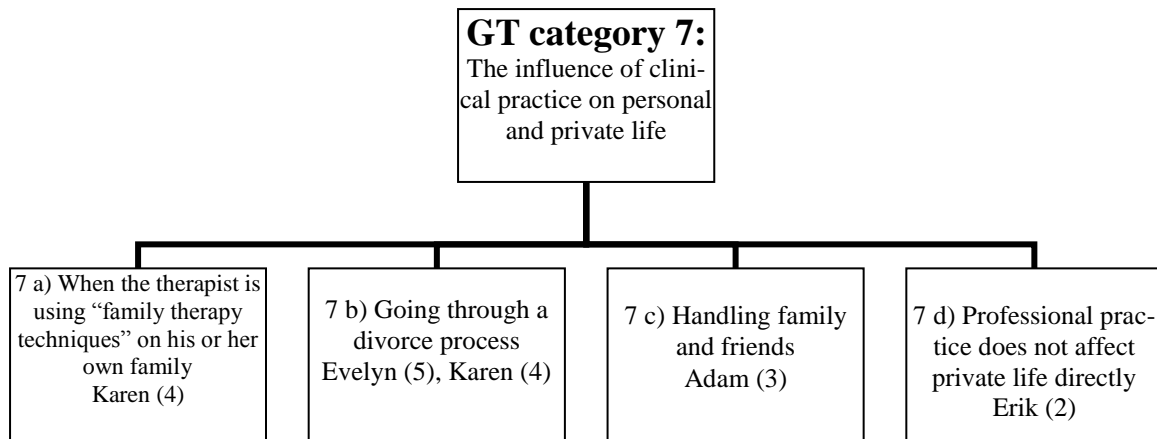 GT category 7:
The influence of clini-
cal practice on personal
and private life
7 a) When the therapist is
using “family therapy
techniques” on his or her
own family
Karen (4)
7 b) Going through a
divorce process
Evelyn (5), Karen (4)
7 c) Handling family
and friends
Adam (3)
7 d) Professional prac-
tice does not affect
private life directly
Erik (2)